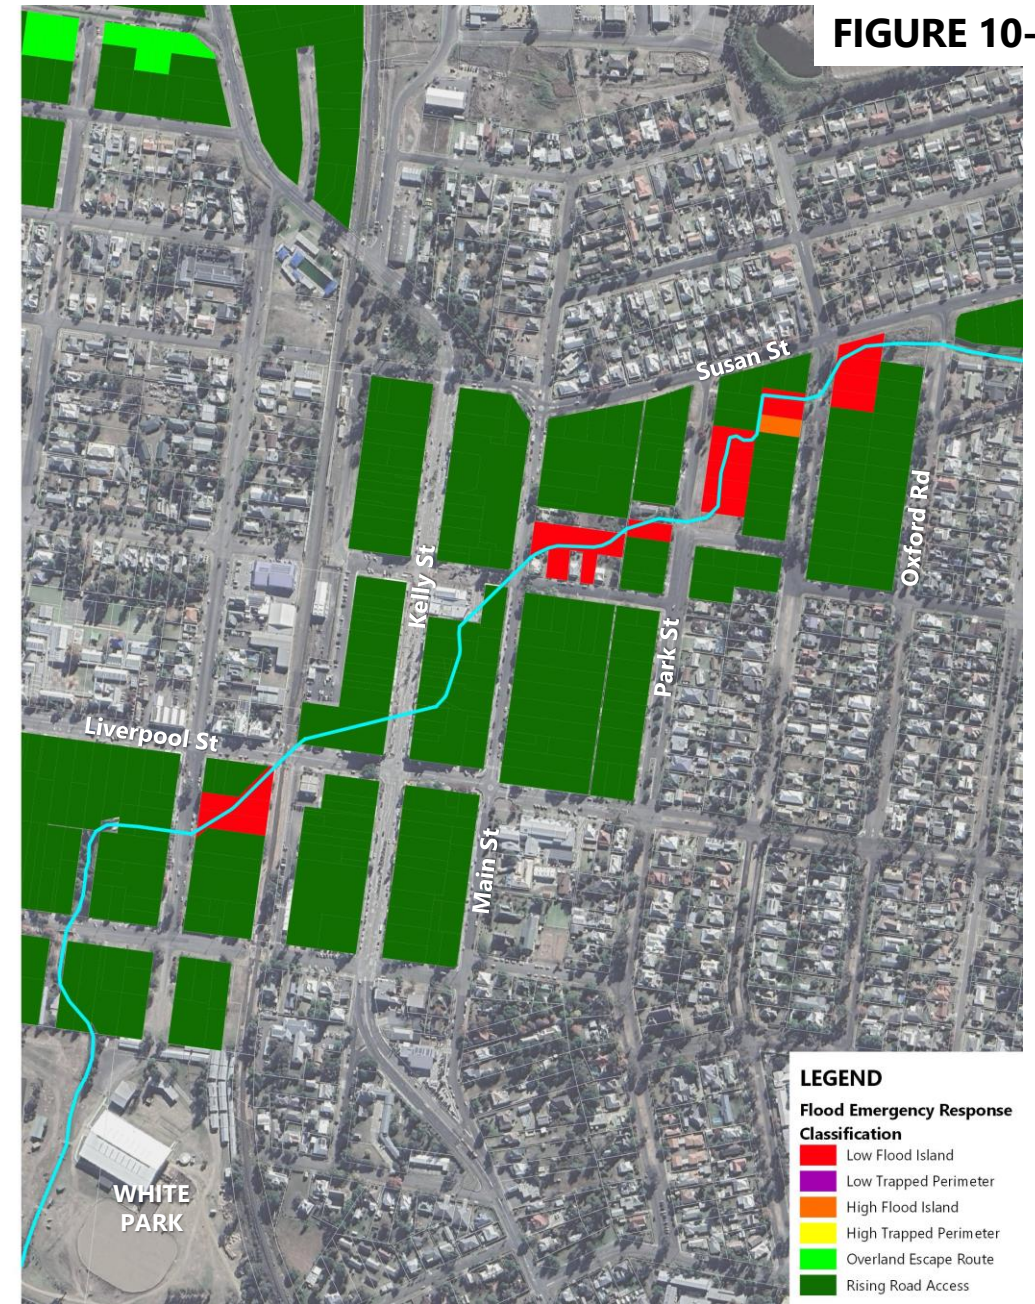 FIGURE 10-
Susan St
Oxford Rd
Kelly St
Park St
Liverpool St
Main St
WHITE
PARK
LEGEND
Flood Emergency Response
Classification
Low Flood Island
Low Trapped Perimeter
High Flood Island
High Trapped Perimeter
Overland Escape Route
Rising Road Access